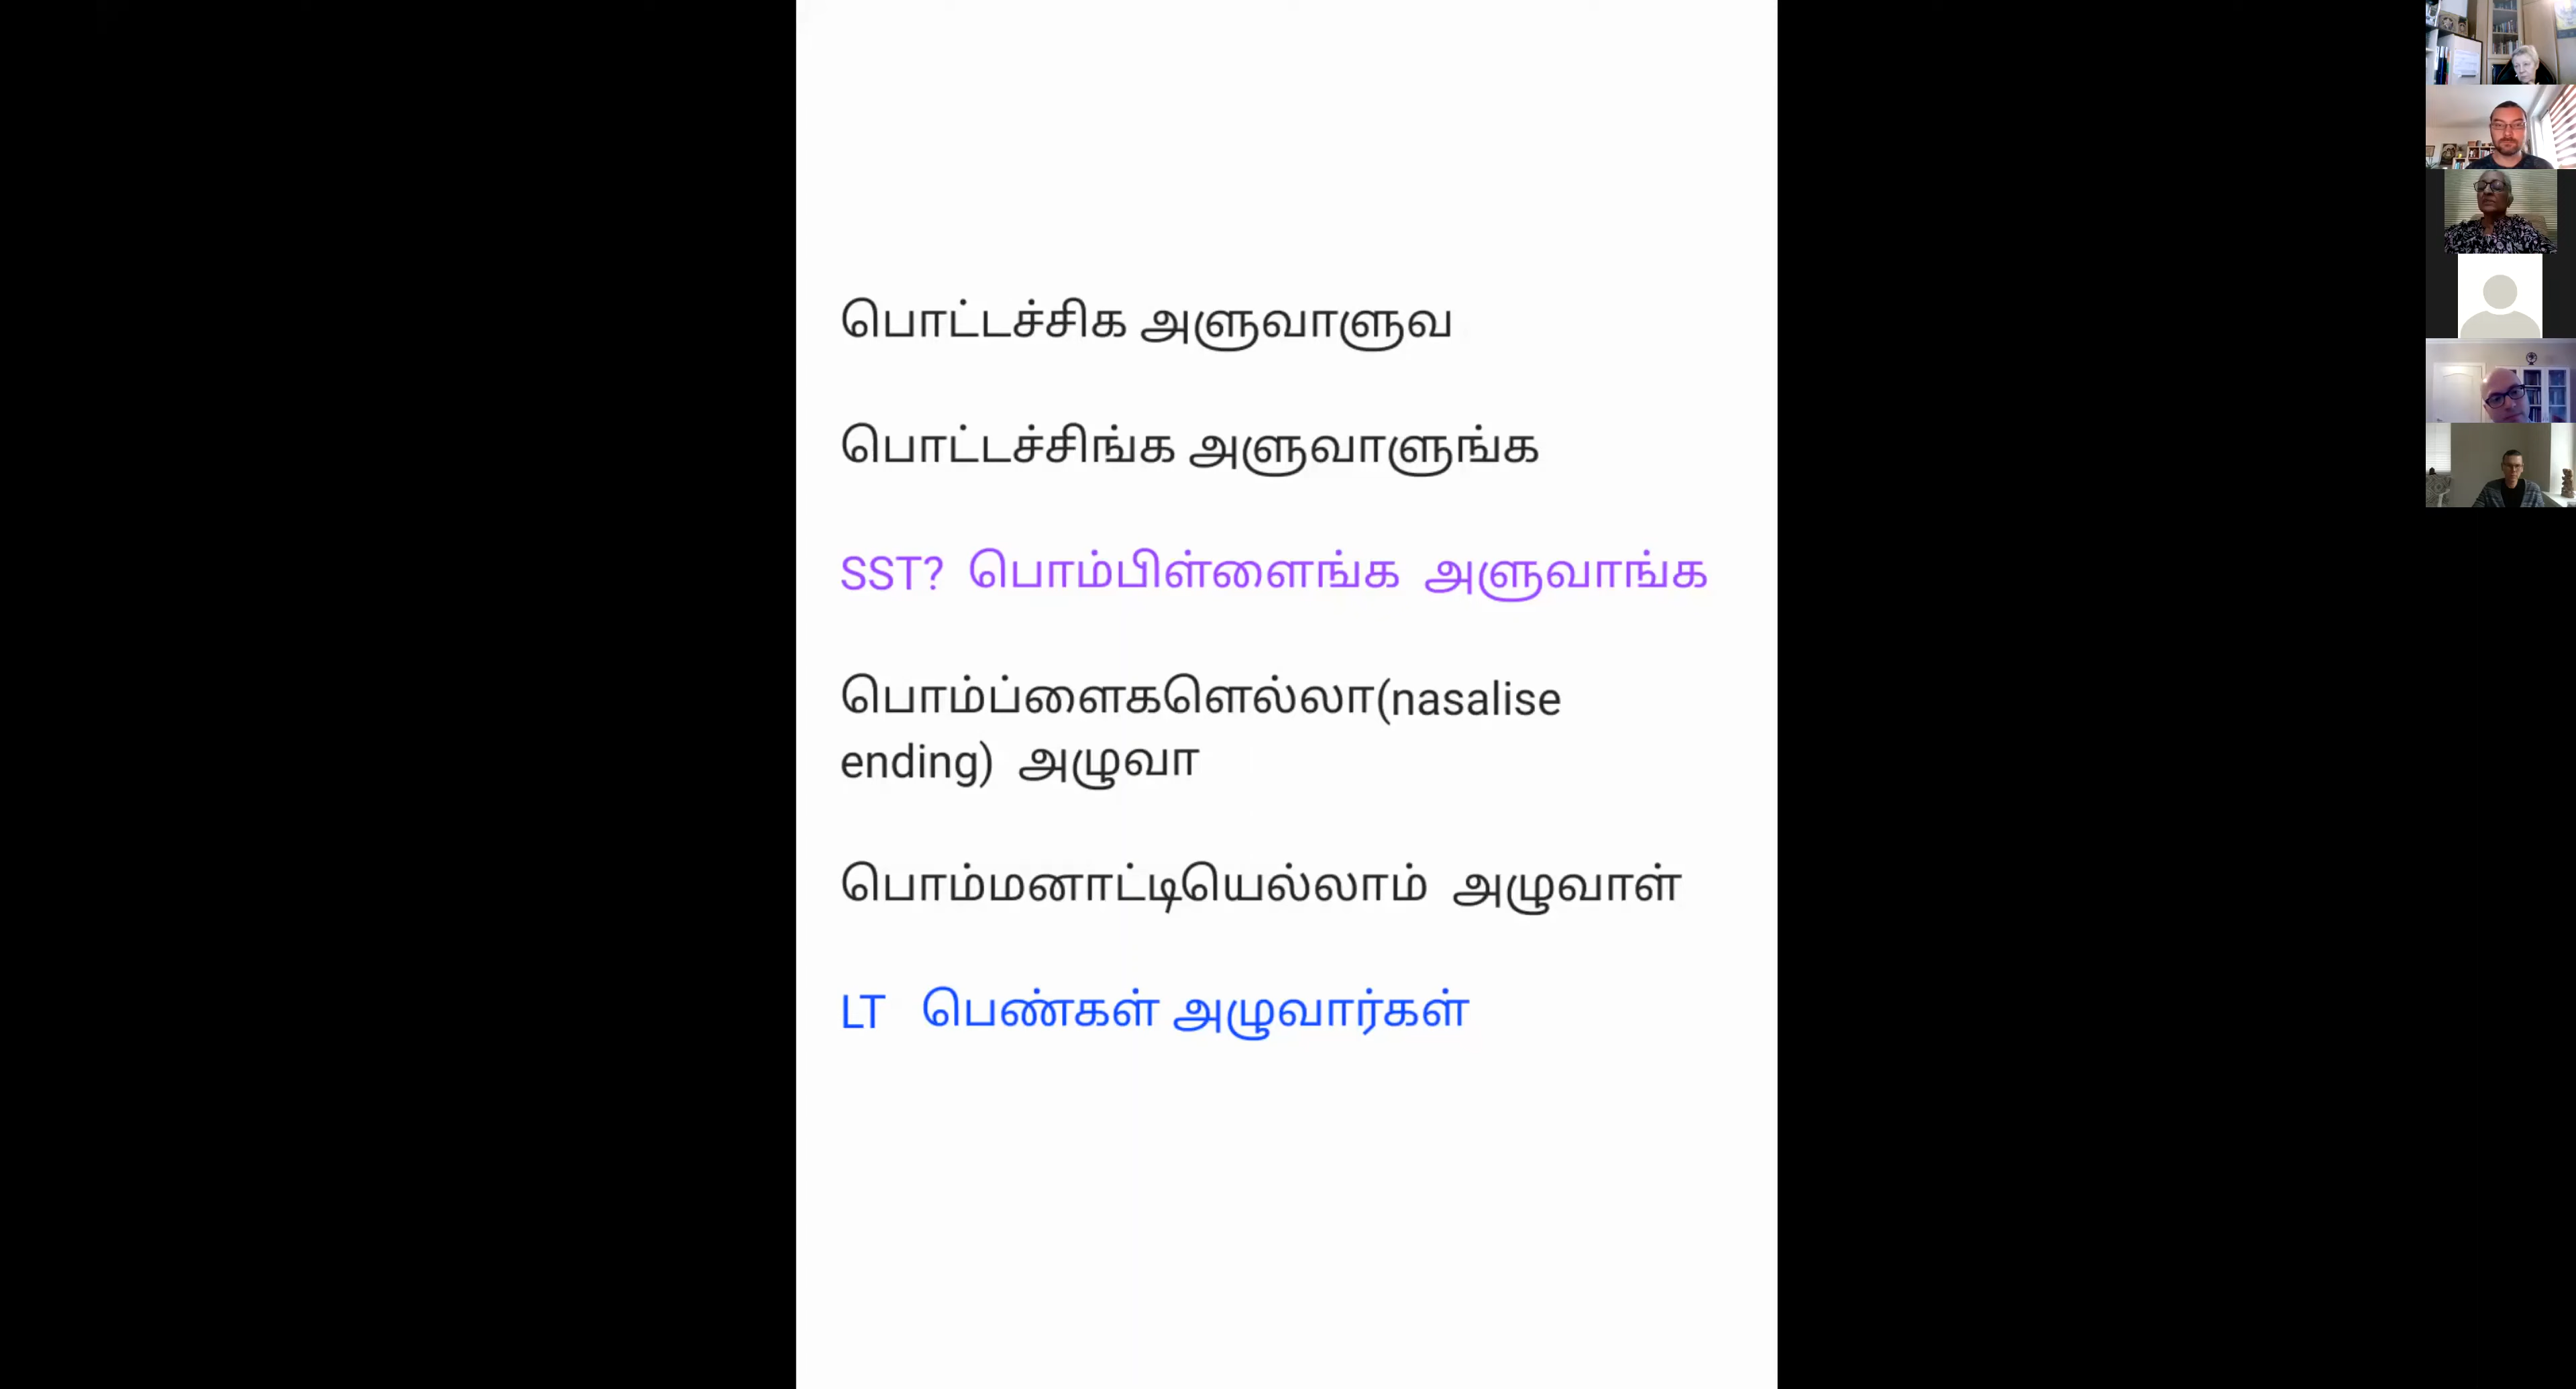 பொட்டச்சிக அளுவாளுவ
பொட்டச்சிங்க அளுவாளுங்க
SST? பொம்பிள்ளைங்க அளுவாங்க
பொம்ப்ளைகளெல்லா(nasalise
ending) அழுவா
பொம்மனாட்டியெல்லாம் அழுவாள்
LT பெண்கள் அழுவார்கள்